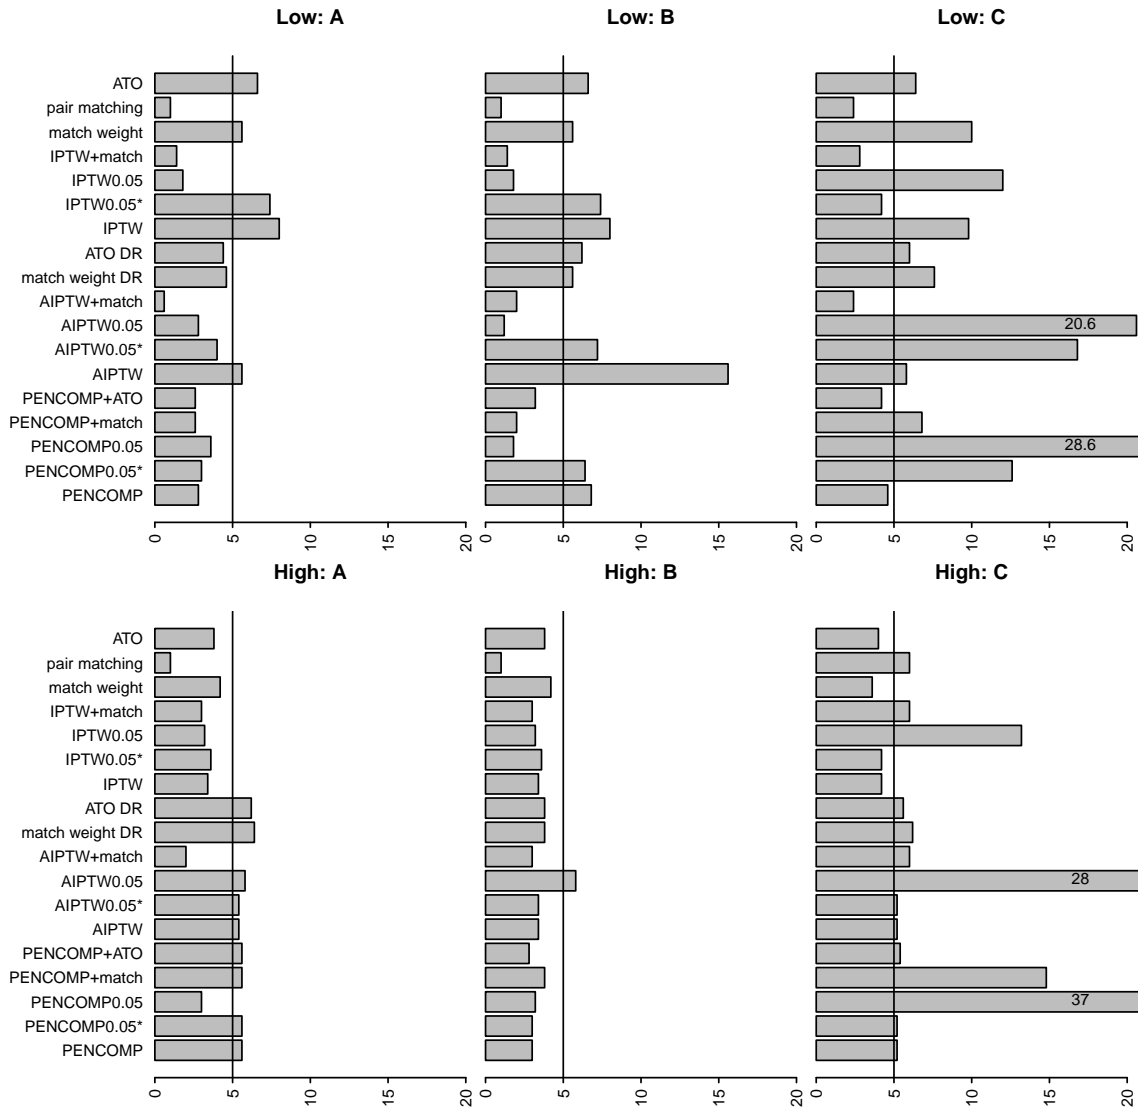 Low: A
Low: B
Low: C
ATO
pair matching
match weight
IPTW+match
IPTW0.05
IPTW0.05*
IPTW
ATO DR
match weight DR
AIPTW+match
AIPTW0.05
20.6
AIPTW0.05*
AIPTW
PENCOMP+ATO
PENCOMP+match
PENCOMP0.05
28.6
PENCOMP0.05*
PENCOMP
0 5 10 15 20
0 5 10 15 20
0 5 10 15 20
High: A
High: B
High: C
ATO
pair matching
match weight
IPTW+match
IPTW0.05
IPTW0.05*
IPTW
ATO DR
match weight DR
AIPTW+match
AIPTW0.05
28
AIPTW0.05*
AIPTW
PENCOMP+ATO
PENCOMP+match
PENCOMP0.05
37
PENCOMP0.05*
PENCOMP
0 5 10 15 20
0 5 10 15 20
0 5 10 15 20